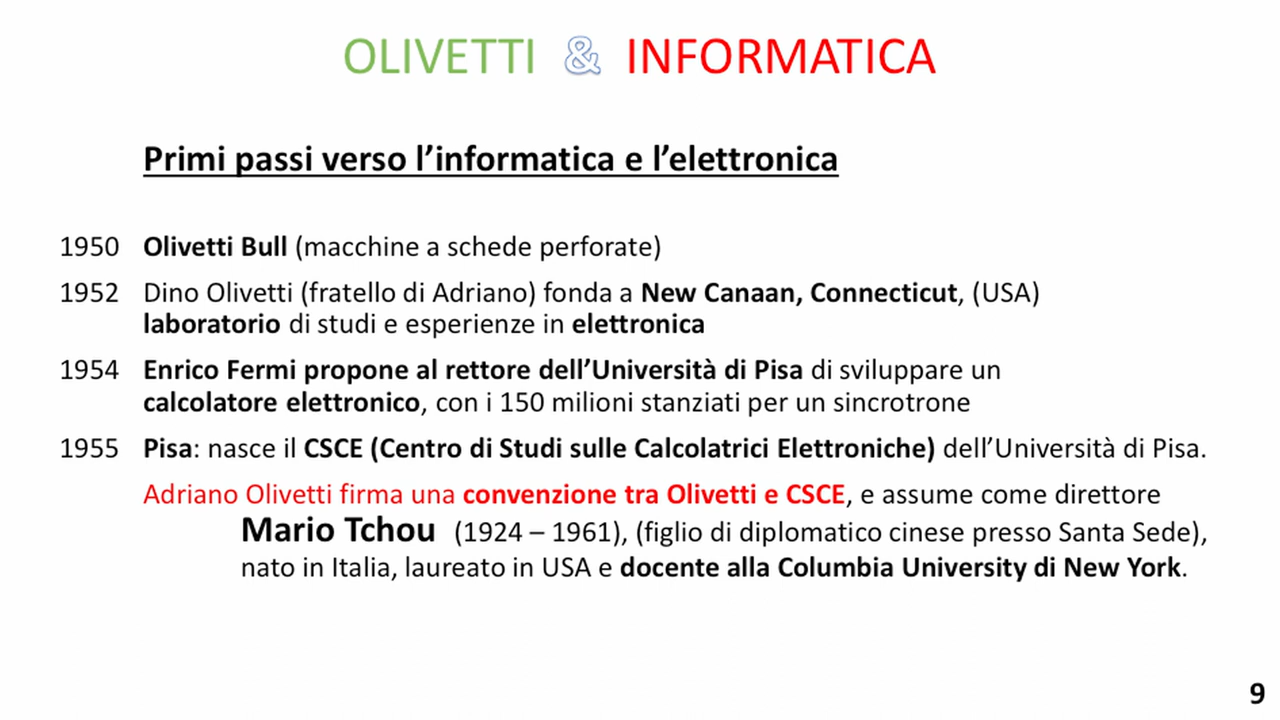 OLIVETTI & INFORMATICA
Primi passi verso l’informatica e l’elettronica
1950 Olivetti Bull (macchine a schede perforate)
1952 Dino Olivetti (fratello di Adriano) fonda a New Canaan, Connecticut, (USA)
laboratorio di studi e esperienze in elettronica
1954 Enrico Fermi propone al rettore dell’Università di Pisa di sviluppare un
calcolatore elettronico, con i 150 milioni stanziati per un sincrotrone
1955 Pisa: nasce il CSCE (Centro di Studi sulle Calcolatrici Elettroniche) dell’Università di Pisa.
Adriano Olivetti firma una convenzione tra Olivetti e CSCE, e assume come direttore
Mario Tchou (1924 – 1961), (figlio di diplomatico cinese presso Santa Sede),
nato in Italia, laureato in USA e docente alla Columbia University di New York.
9